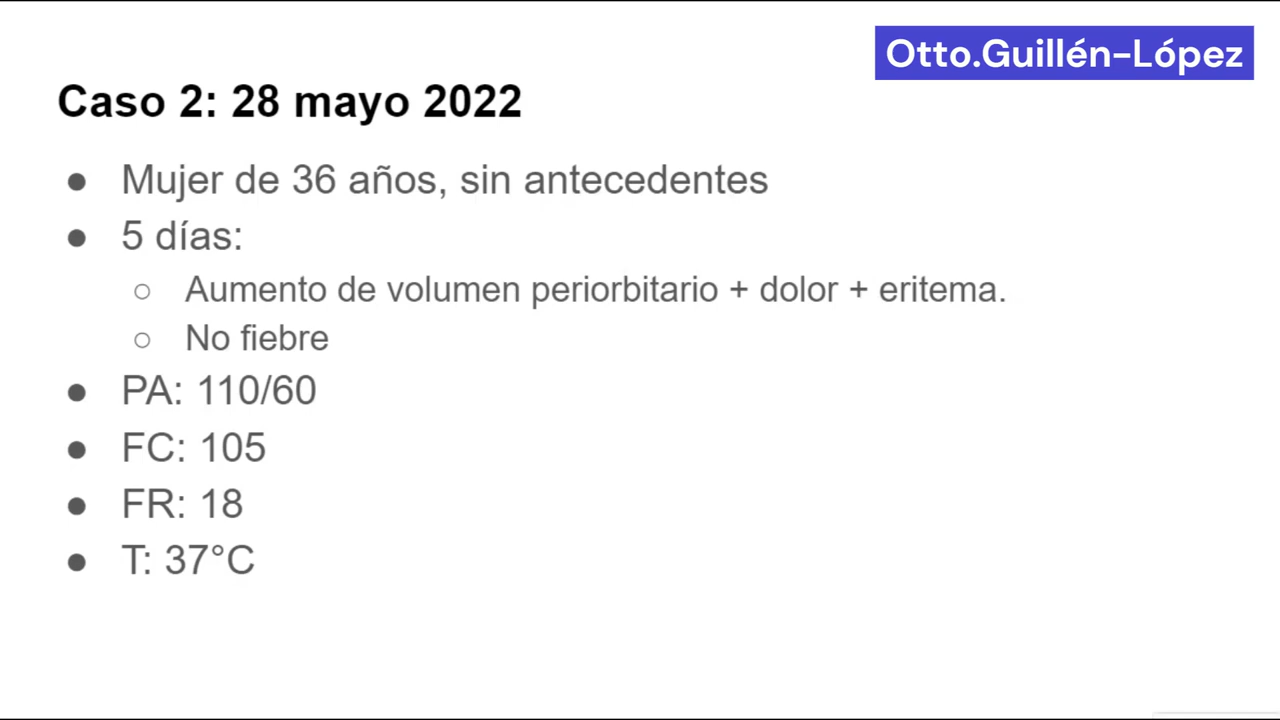 Otto.Guillén-López
Caso 2: 28 mayo 2022
● Mujer de 36 años, sin antecedentes
● 5 días:
○ Aumento de volumen periorbitario + dolor + eritema.
○ No fiebre
● PA: 110/60
● FC: 105
● FR: 18
● T: 37°C